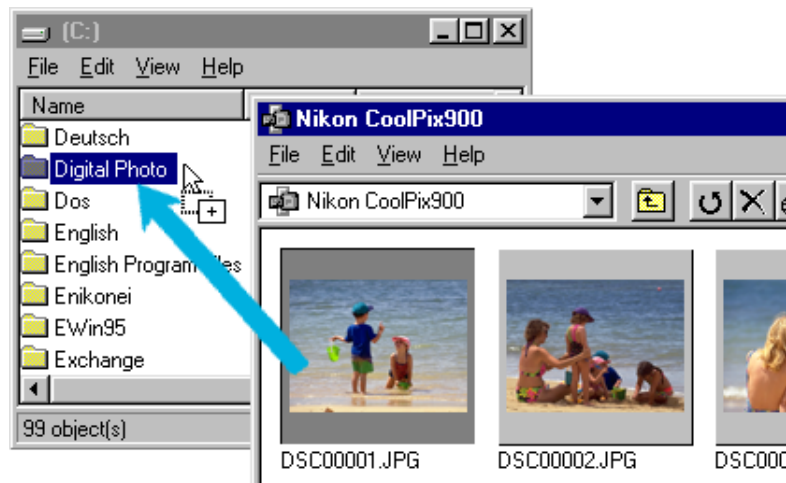 (C:)
File Edit View Help
Name
Deutsch
Digital Photo
Dos
English
English Program Files
Enikonei
EWin95
Exchange
99 object(s)
Nikon CoolPix900
File Edit View Help
Nikon CoolPix900
DSC00001.JPG
DSC00002.JPG